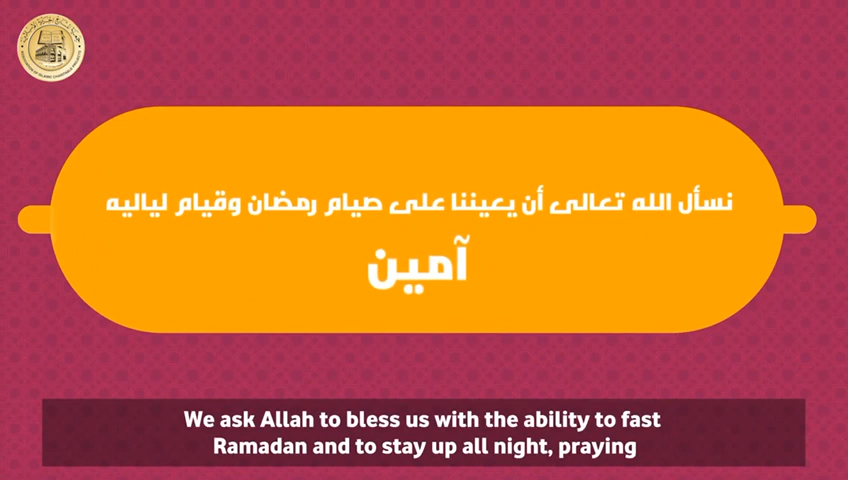 نسأل الله تعالى أن يعيننا على صيام رمضان وقيام لياليه
آمين
We ask Allah to bless us with the ability to fast
Ramadan and to stay up all night, praying